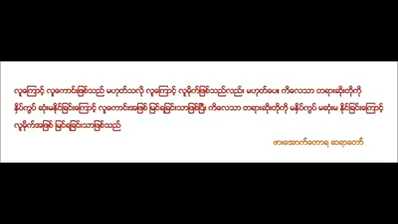 လူကြောင့် လူကောင်းဖြစ်သည် မဟုတ်သလို လူကြောင့် လူမိုက်ဖြစ်သည်လည်း မဟုတ်ပေ။ ကိလေသာ တရားဆိုးတို့ကို
နှိပ်ကွပ် ဆုံးမနိုင်ခြင်းကြောင့် လူကောင်းအဖြစ် မြင်ရခြင်းသာဖြစ်ပြီး ကိလေသာ တရားဆိုးတို့ကို မနှိပ်ကွပ် မဆုံးမ နိုင်ခြင်းကြောင့်
လူမိုက်အဖြစ် မြင်ရခြင်းသာဖြစ်သည်
ဖားအောက်တောရ ဆရာတော်